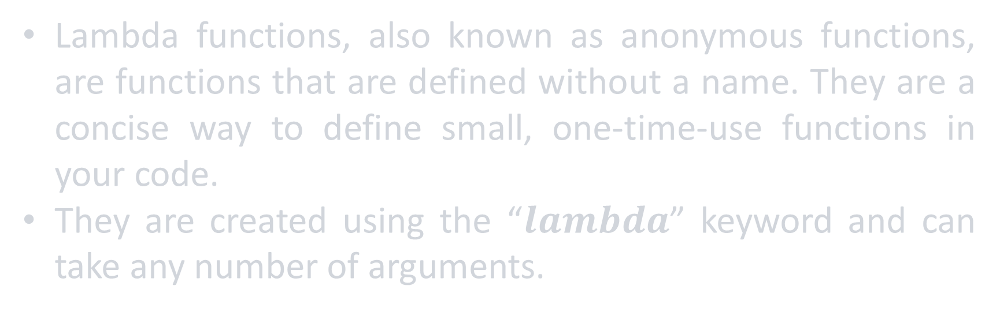 • Lambda functions, also known as anonymous functions,
are functions that are defined without a name. They are a
concise way to define small, one-time-use functions in
your code.
• They are created using the “lambda” keyword and can
take any number of arguments.